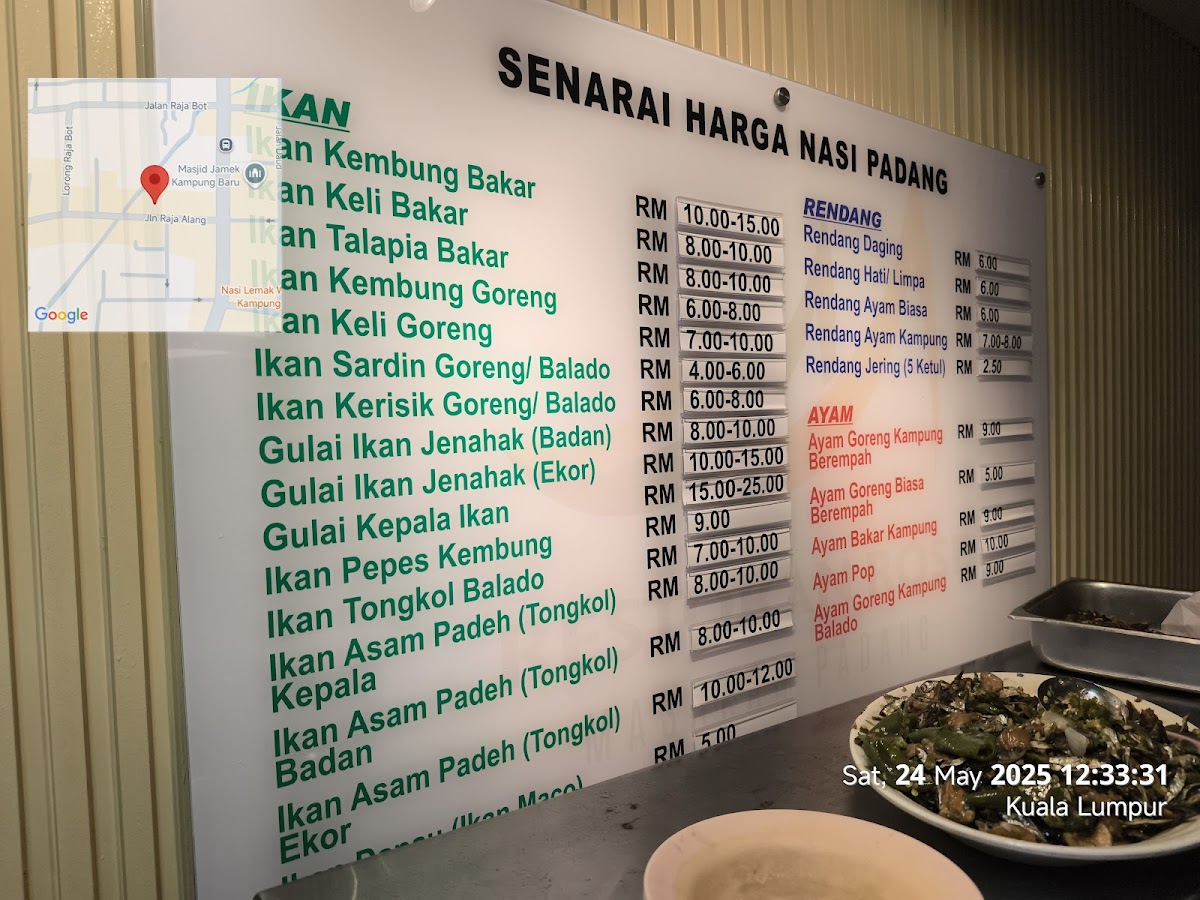 SENARAI HARGA NASI PADANG
IKAN
Ikan Kembung Bakar RM 10.00-15.00
Ikan Keli Bakar RM 8.00-10.00
Ikan Talapia Bakar RM 8.00-10.00
Ikan Kembung Goreng RM 6.00-8.00
Ikan Keli Goreng RM 7.00-10.00
Ikan Sardin Goreng/ Balado RM 4.00-6.00
Ikan Kerisik Goreng/ Balado RM 6.00-8.00
Gulai Ikan Jenahak (Badan) RM 8.00-10.00
Gulai Ikan Jenahak (Ekor) RM 10.00-15.00
Gulai Kepala Ikan RM 15.00-25.00
Ikan Pepes Kembung RM 9.00
Ikan Tongkol Balado RM 7.00-10.00
Ikan Asam Padeh (Tongkol) RM 8.00-10.00
Kepala
Ikan Asam Padeh (Tongkol) RM 8.00-10.00
Badan
Ikan Asam Padeh (Tongkol) RM 10.00-12.00
Ekor
(Ikan Maco) RM 5.00
RENDANG
Rendang Daging RM 6.00
Rendang Hati/ Limpa RM 6.00
Rendang Ayam Biasa RM 6.00
Rendang Ayam Kampung RM 7.00-8.00
Rendang Jering (5 Ketul) RM 2.50
AYAM
Ayam Goreng Kampung RM 9.00
Berempah
Ayam Goreng Biasa RM 5.00
Berempah
Ayam Bakar Kampung RM 9.00
Ayam Pop RM 10.00
Ayam Goreng Kampung RM 9.00
Balado
PADANG
Jalan Raja Bot
Lorong Raja Bot
Masjid Jamek
Kampung Baru
Jln Raja Alang
Nasi Lemak
Kampung
Google
Sat, 24 May 2025 12:33:31
Kuala Lumpur